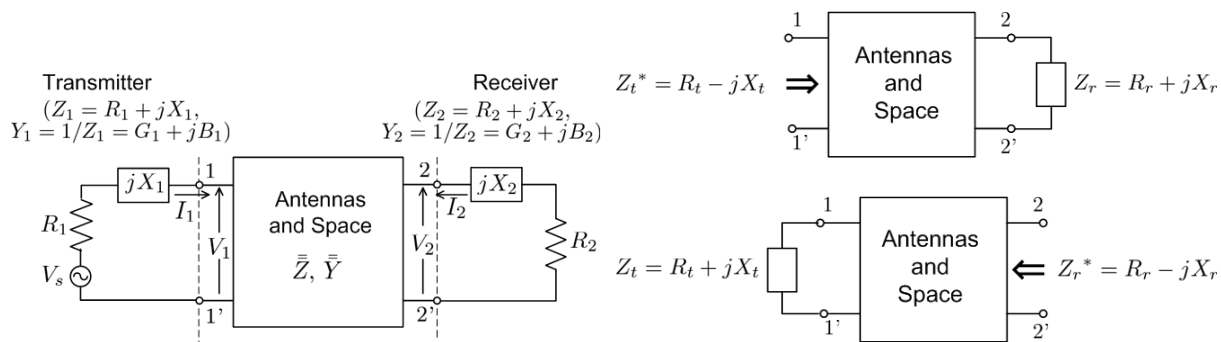 Transmitter
(Z₁ = R₁ + jX₁,
Y₁ = 1/Z₁ = G₁ + jB₁)
Receiver
(Z₂ = R₂ + jX₂,
Y₂ = 1/Z₂ = G₂ + jB₂)
jX₁
1
I₁
R₁
Vₛ
V₁
1'
Antennas
and Space
Z̿, Y̿
2
I₂
V₂
2'
jX₂
R₂
1
Zₜ* = Rₜ − jXₜ ⇒
1'
Antennas
and
Space
2
Zᵣ = Rᵣ + jXᵣ
2'
1
Zₜ = Rₜ + jXₜ
1'
Antennas
and
Space
2
⇐ Zᵣ* = Rᵣ − jXᵣ
2'